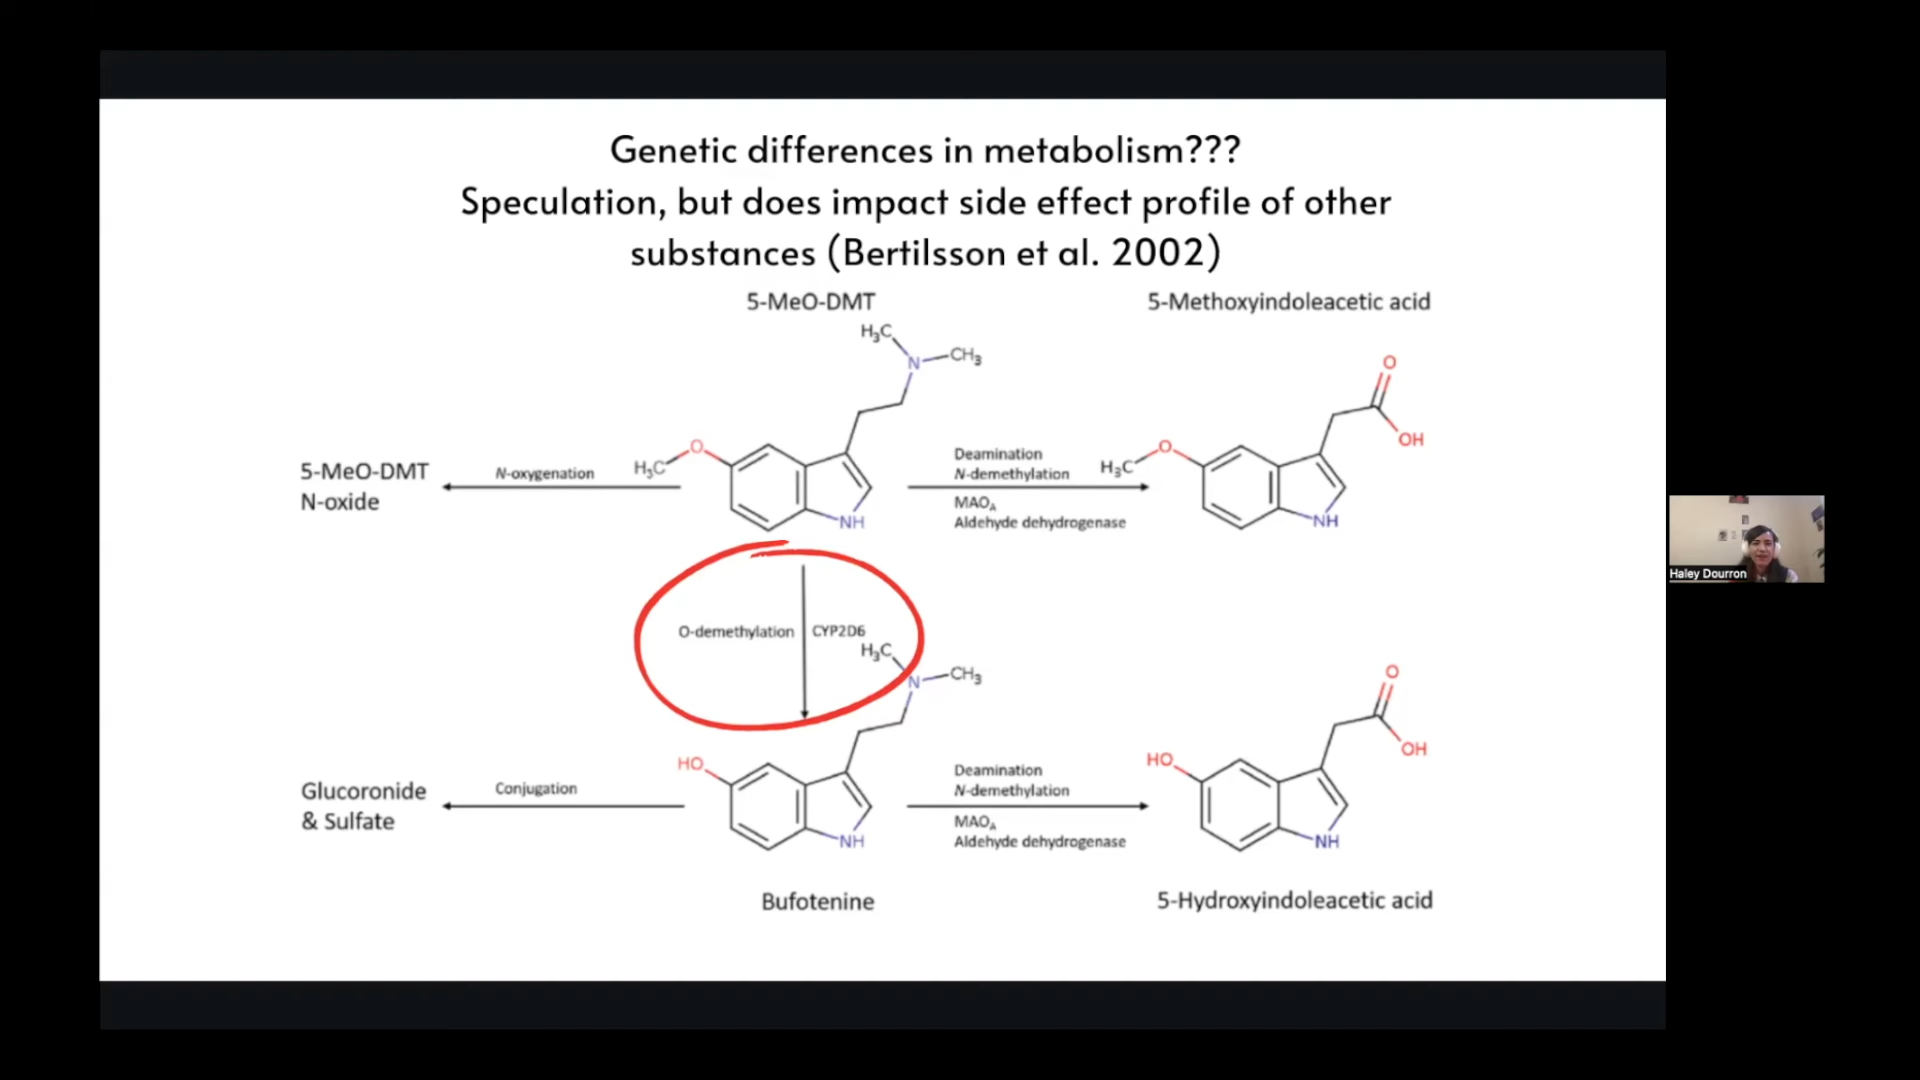 Genetic differences in metabolism???
Speculation, but does impact side effect profile of other
substances (Bertilsson et al. 2002)
5-MeO-DMT
5-Methoxyindoleacetic acid
H₃C
N
CH₃
O
OH
5-MeO-DMT
N-oxide
N-oxygenation
H₃C
O
NH
Deamination
N-demethylation
MAOA
Aldehyde dehydrogenase
H₃C
O
NH
O-demethylation
CYP2D6
H₃C
N
CH₃
O
OH
Glucoronide
& Sulfate
Conjugation
HO
NH
Deamination
N-demethylation
MAOA
Aldehyde dehydrogenase
HO
NH
Bufotenine
5-Hydroxyindoleacetic acid
Haley Dourron